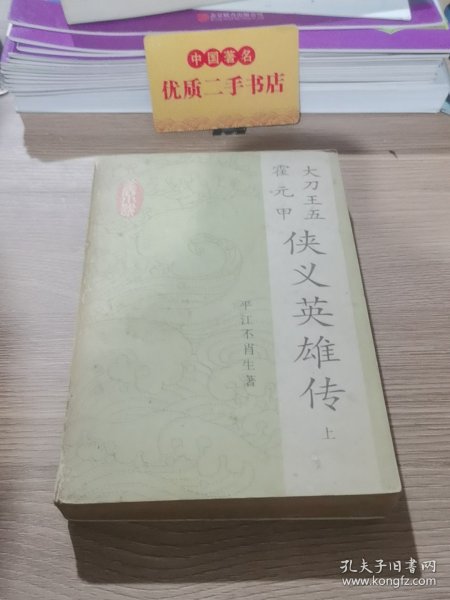 中国著名
优质二手书店
大刀王五
霍元甲
侠义英雄传
上
平江不肖生著
孔夫子旧书网
www.kongfz.com